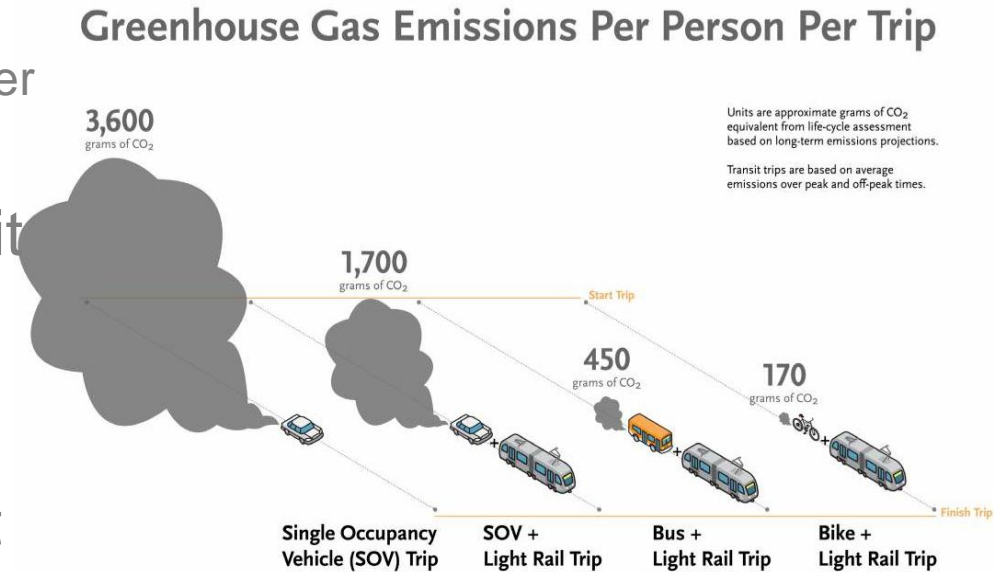 Greenhouse Gas Emissions Per Person Per Trip
er
3,600
grams of CO₂
Units are approximate grams of CO₂
equivalent from life-cycle assessment
based on long-term emissions projections.
Transit trips are based on average
emissions over peak and off-peak times.
it
1,700
grams of CO₂
Start Trip
450
grams of CO₂
170
grams of CO₂
+
+
+
Finish Trip
Single Occupancy
Vehicle (SOV) Trip
SOV +
Light Rail Trip
Bus +
Light Rail Trip
Bike +
Light Rail Trip